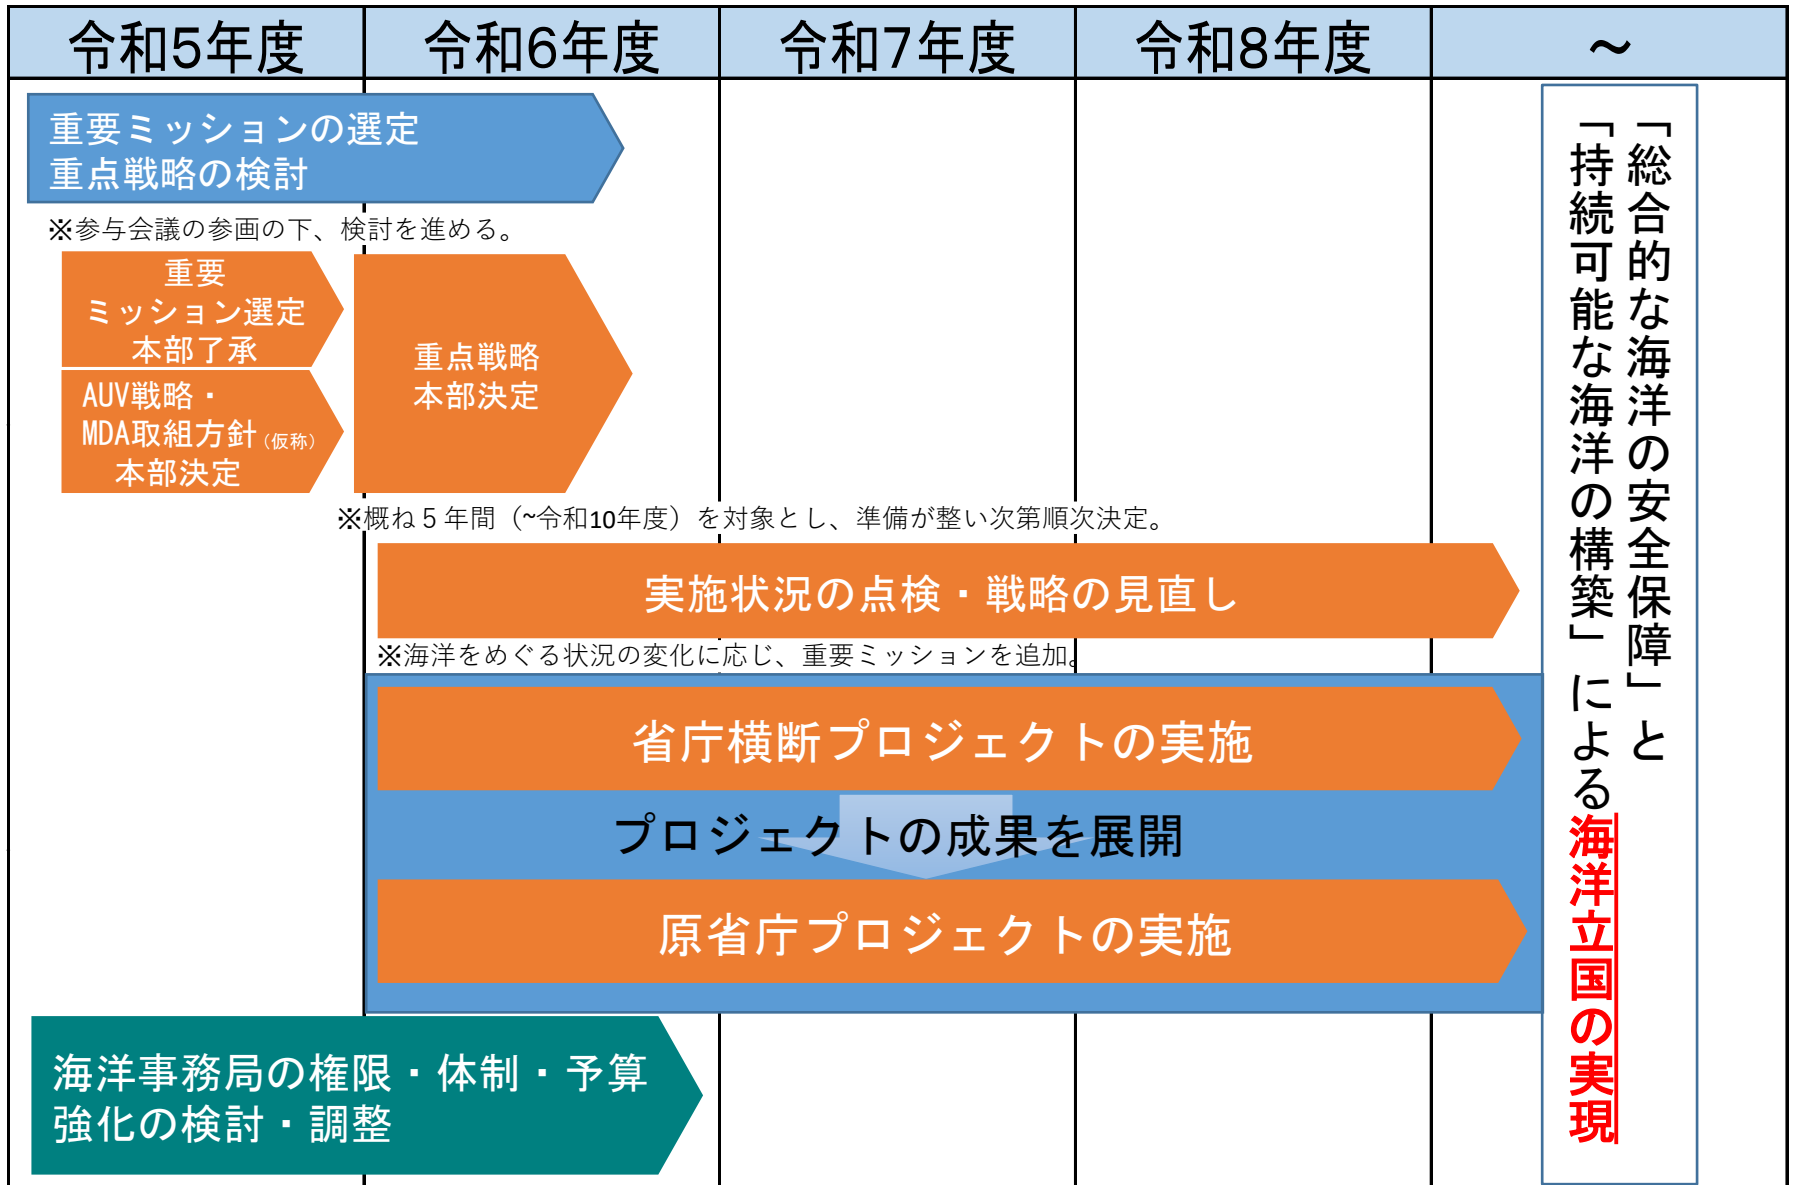 令和5年度
令和6年度
令和7年度
令和8年度
～
重要ミッションの選定
重点戦略の検討
※参与会議の参画の下、検討を進める。
重要
ミッション選定
本部了承
AUV戦略・
MDA取組方針（仮称）
本部決定
重点戦略
本部決定
※概ね５年間（~令和10年度）を対象とし、準備が整い次第順次決定。
実施状況の点検・戦略の見直し
※海洋をめぐる状況の変化に応じ、重要ミッションを追加。
省庁横断プロジェクトの実施
プロジェクトの成果を展開
原省庁プロジェクトの実施
海洋事務局の権限・体制・予算
強化の検討・調整
「総合的な海洋の安全保障」と
「持続可能な海洋の構築」による海洋立国の実現